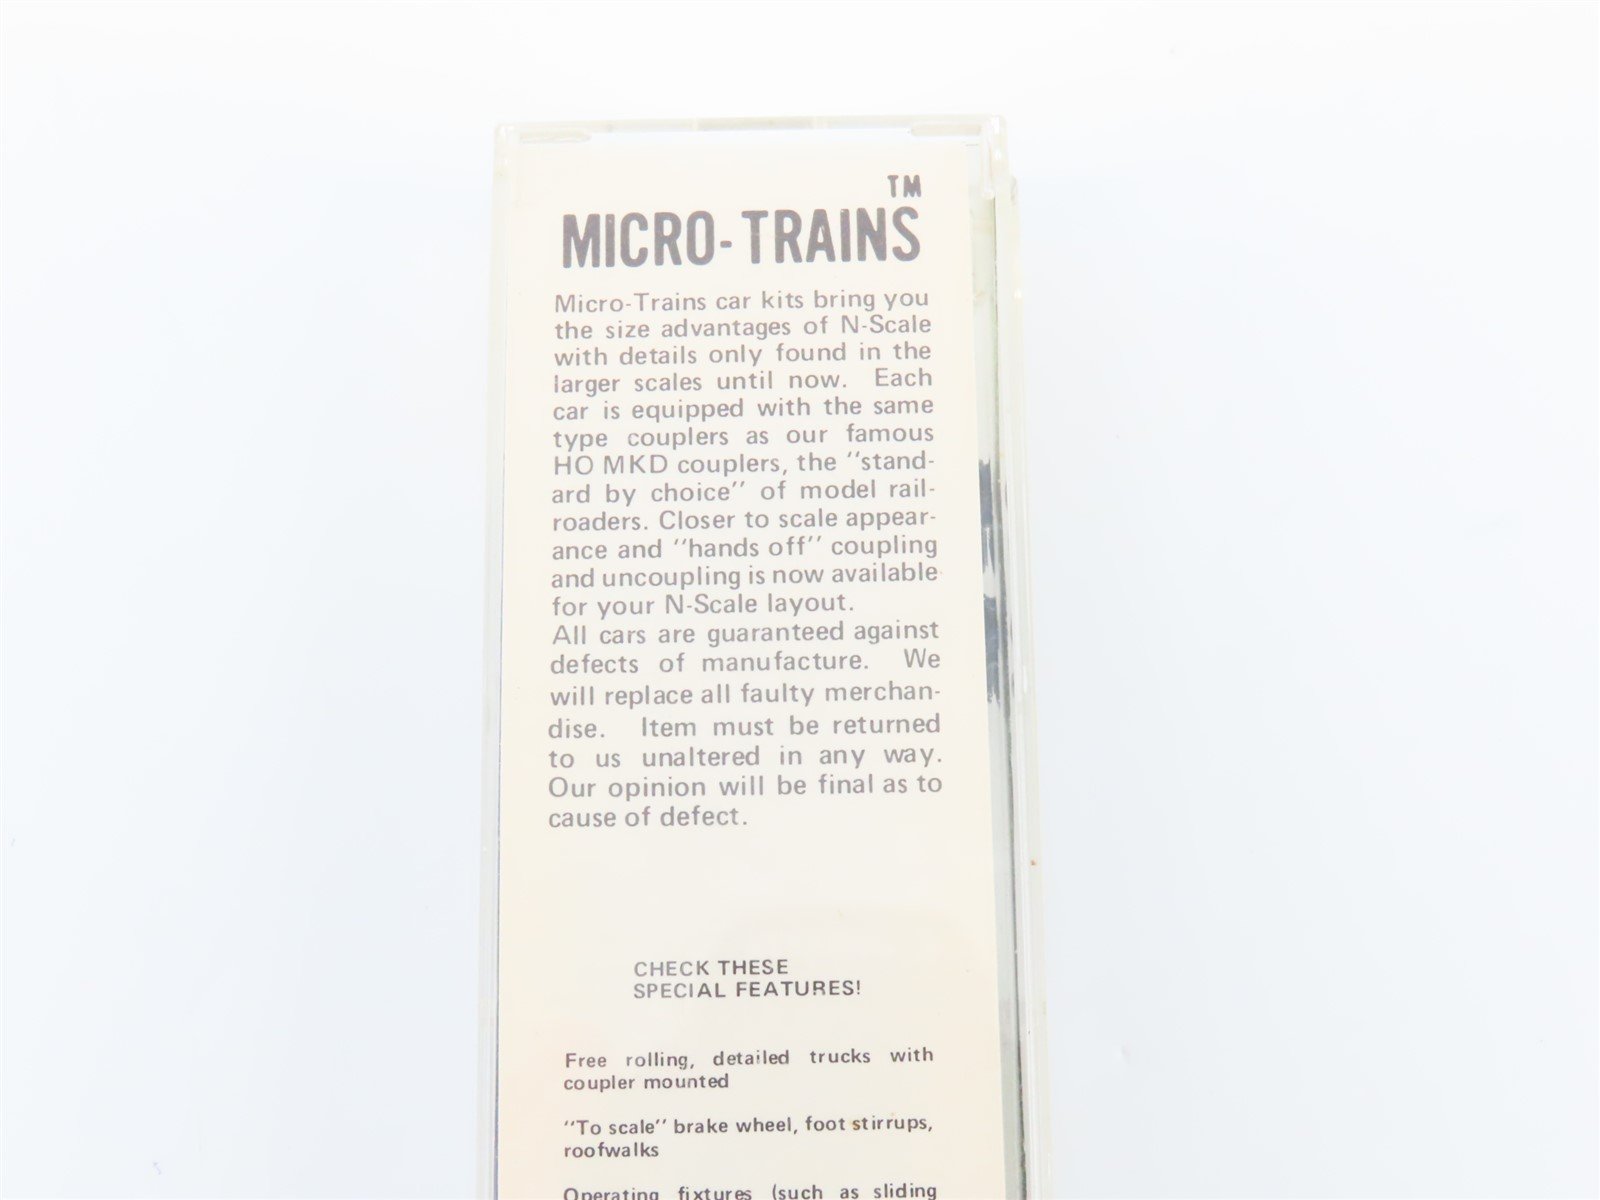 TM
MICRO-TRAINS
Micro-Trains car kits bring you
the size advantages of N-Scale
with details only found in the
larger scales until now. Each
car is equipped with the same
type couplers as our famous
HO MKD couplers, the "stand-
ard by choice" of model rail-
roaders. Closer to scale appear-
ance and "hands off" coupling
and uncoupling is now available
for your N-Scale layout.
All cars are guaranteed against
defects of manufacture. We
will replace all faulty merchan-
dise. Item must be returned
to us unaltered in any way.
Our opinion will be final as to
cause of defect.
CHECK THESE
SPECIAL FEATURES!
Free rolling, detailed trucks with
coupler mounted
"To scale" brake wheel, foot stirrups,
roofwalks
Operating fixtures (such as sliding